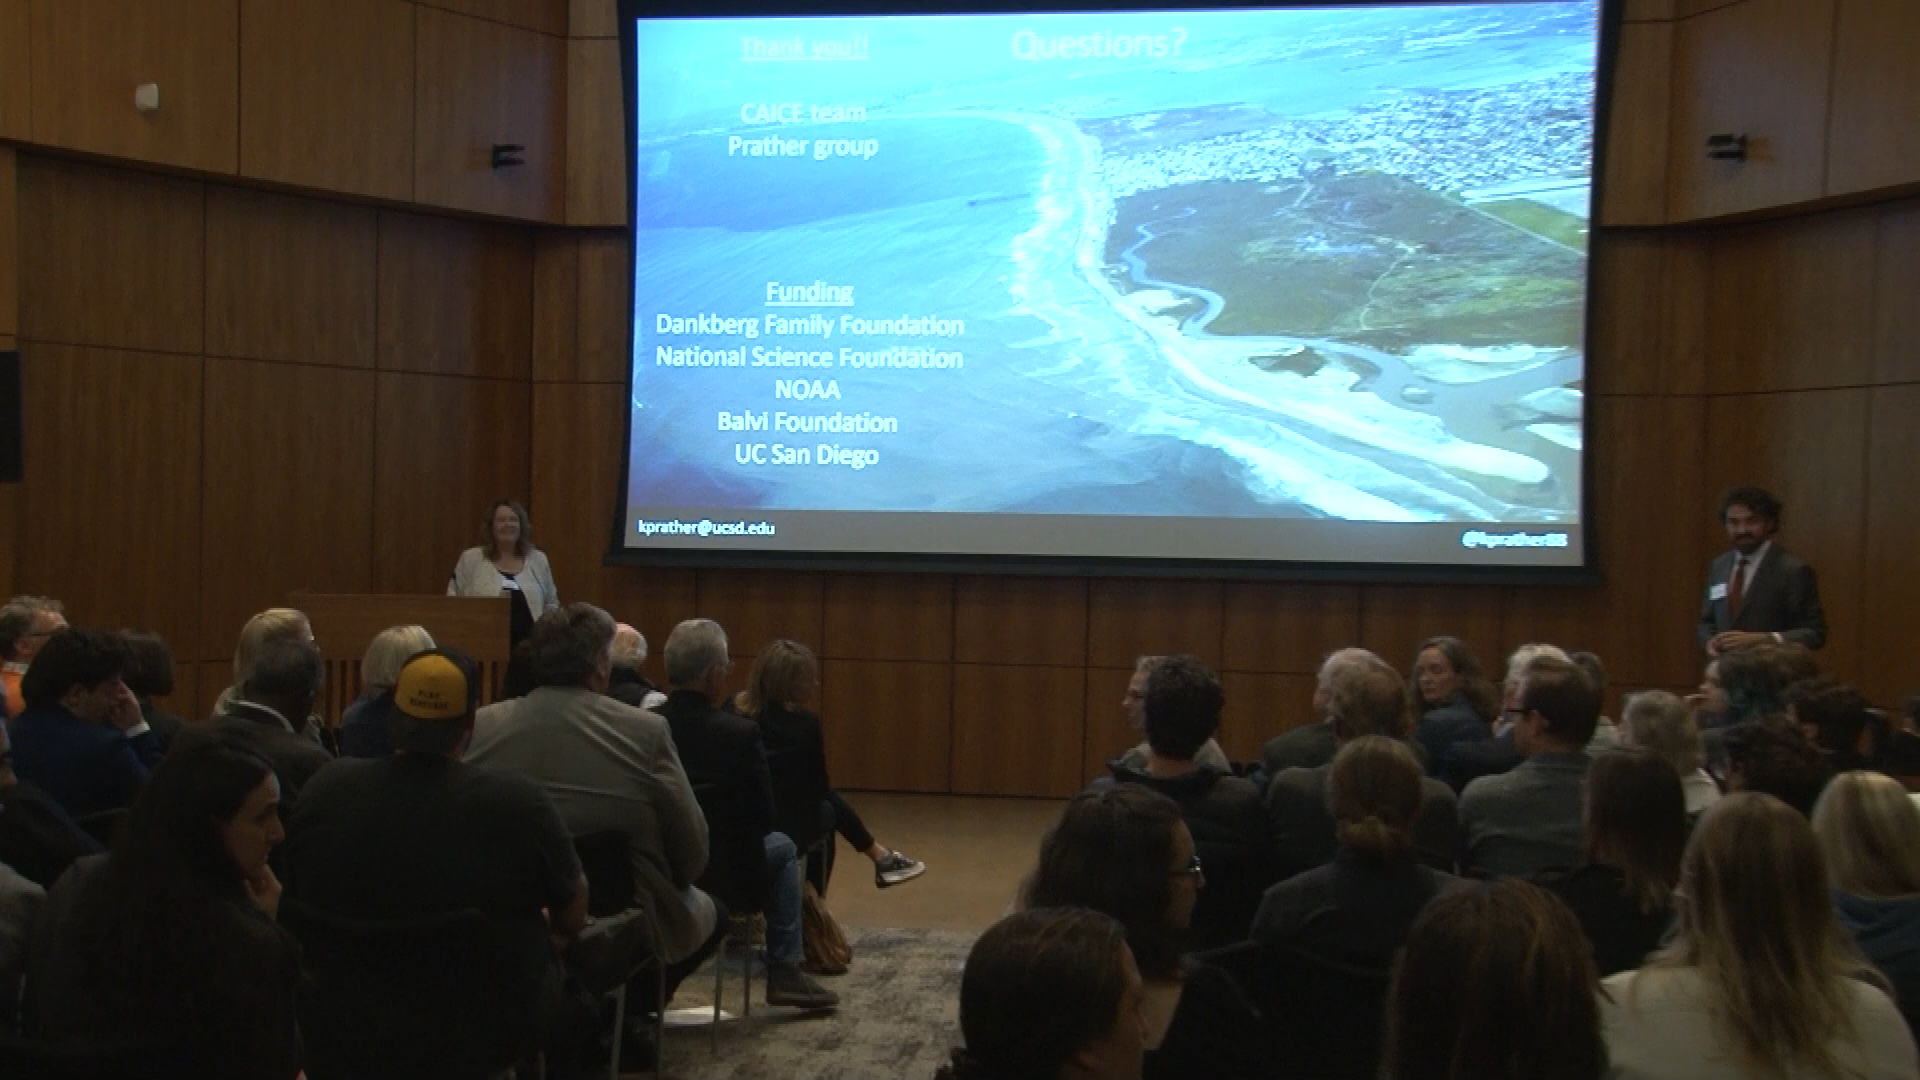 Thank you!!
Questions?
CAICE team
Prather group
Funding
Dankberg Family Foundation
National Science Foundation
NOAA
Balvi Foundation
UC San Diego
kprather@ucsd.edu
@kprather88